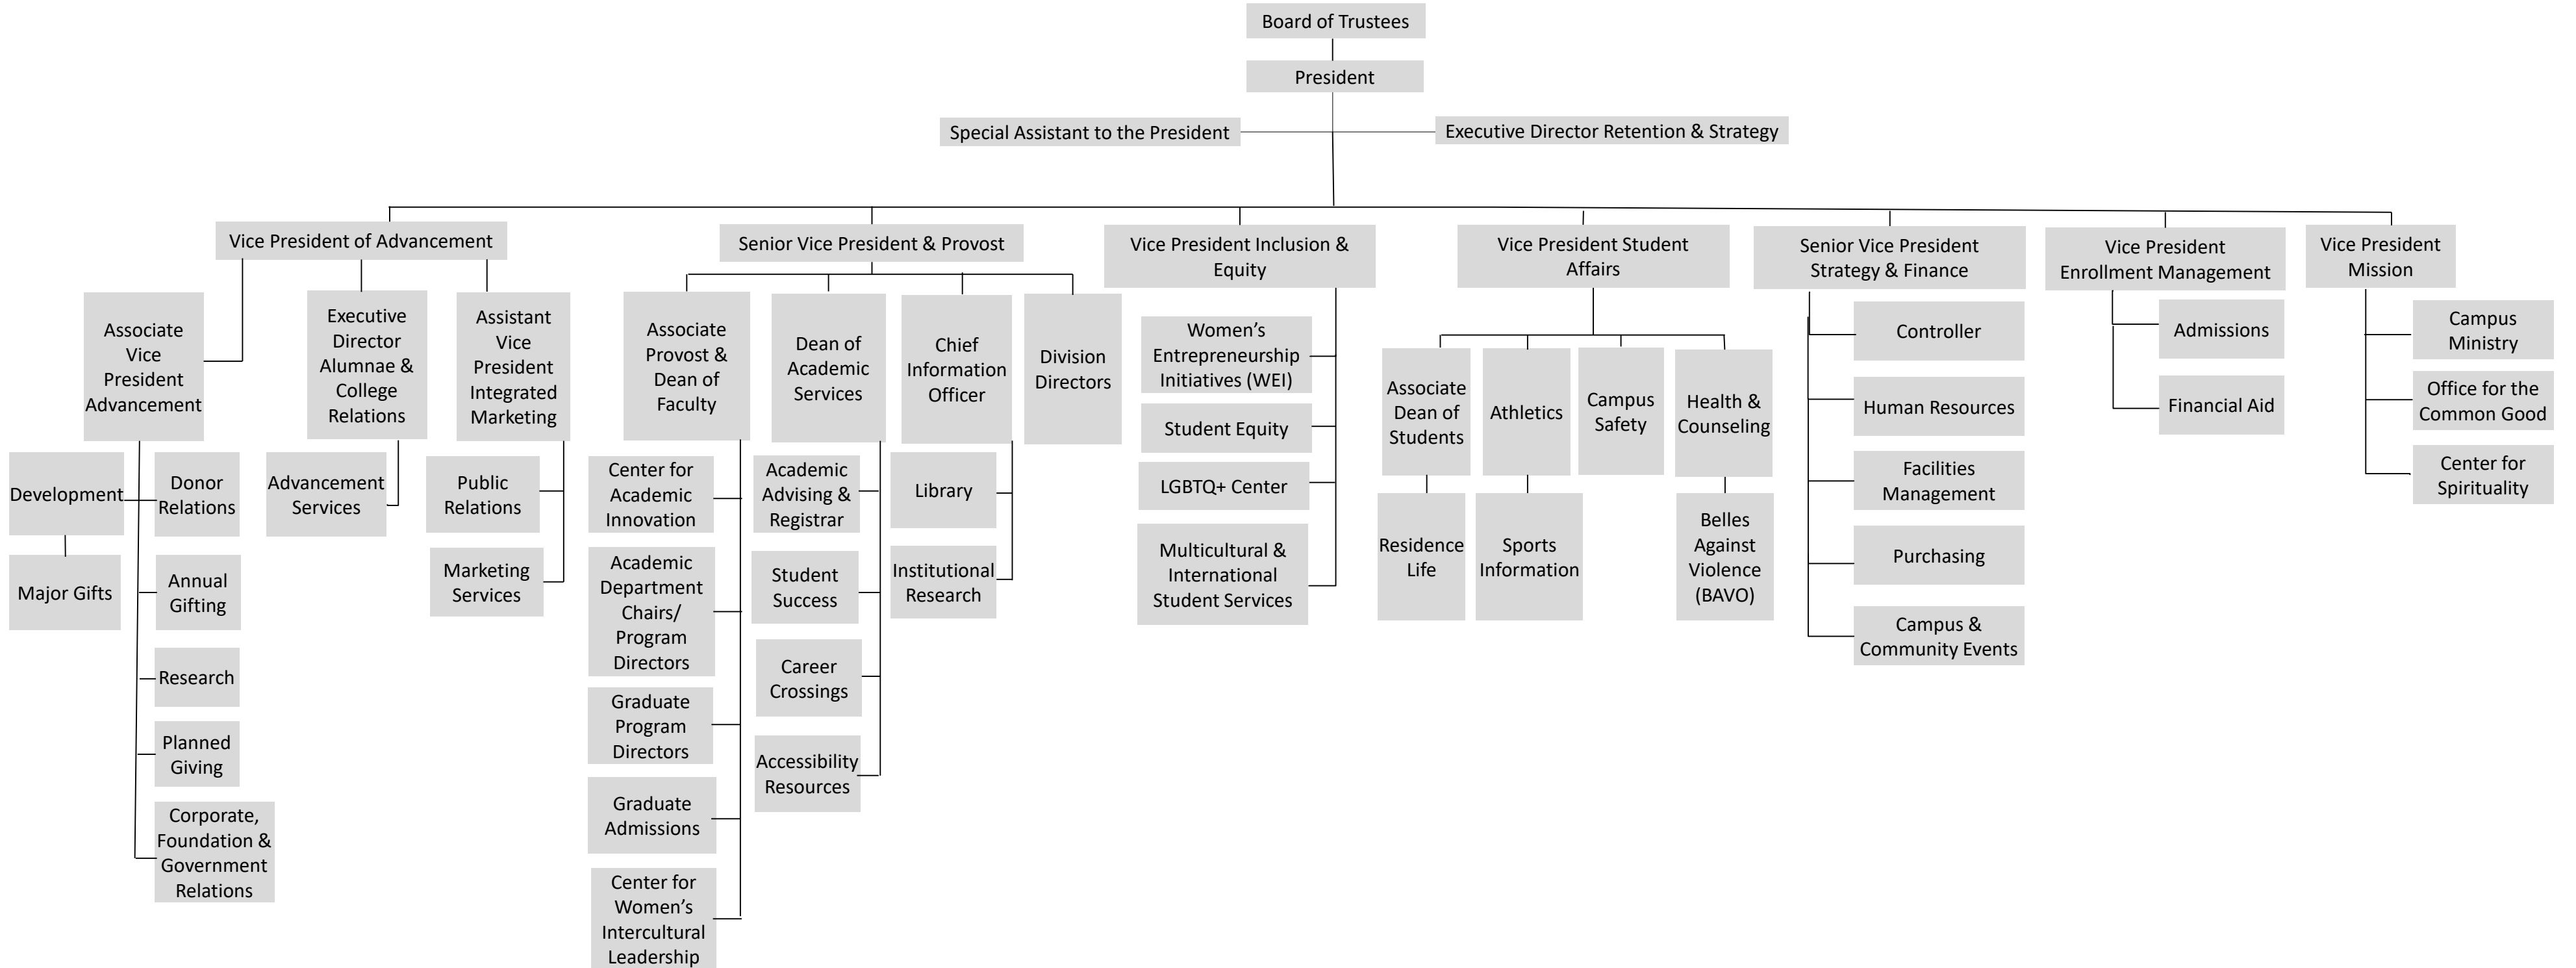 Board of Trustees
President
Special Assistant to the President
Executive Director Retention & Strategy
Vice President of Advancement
Senior Vice President & Provost
Vice President Inclusion &
Equity
Vice President Student
Affairs
Senior Vice President
Strategy & Finance
Vice President
Enrollment Management
Vice President
Mission
Associate
Vice
President
Advancement
Executive
Director
Alumnae &
College
Relations
Assistant
Vice
President
Integrated
Marketing
Development
Major Gifts
Donor
Relations
Annual
Gifting
Research
Planned
Giving
Corporate,
Foundation &
Government
Relations
Advancement
Services
Public
Relations
Marketing
Services
Associate
Provost &
Dean of
Faculty
Dean of
Academic
Services
Chief
Information
Officer
Division
Directors
Center for
Academic
Innovation
Academic
Department
Chairs/
Program
Directors
Graduate
Program
Directors
Graduate
Admissions
Center for
Women’s
Intercultural
Leadership
Academic
Advising &
Registrar
Student
Success
Career
Crossings
Accessibility
Resources
Library
Institutional
Research
Women’s
Entrepreneurship
Initiatives (WEI)
Student Equity
LGBTQ+ Center
Multicultural &
International
Student Services
Associate
Dean of
Students
Athletics
Campus
Safety
Health &
Counseling
Residence
Life
Sports
Information
Belles
Against
Violence
(BAVO)
Controller
Human Resources
Facilities
Management
Purchasing
Campus &
Community Events
Admissions
Financial Aid
Campus
Ministry
Office for the
Common Good
Center for
Spirituality